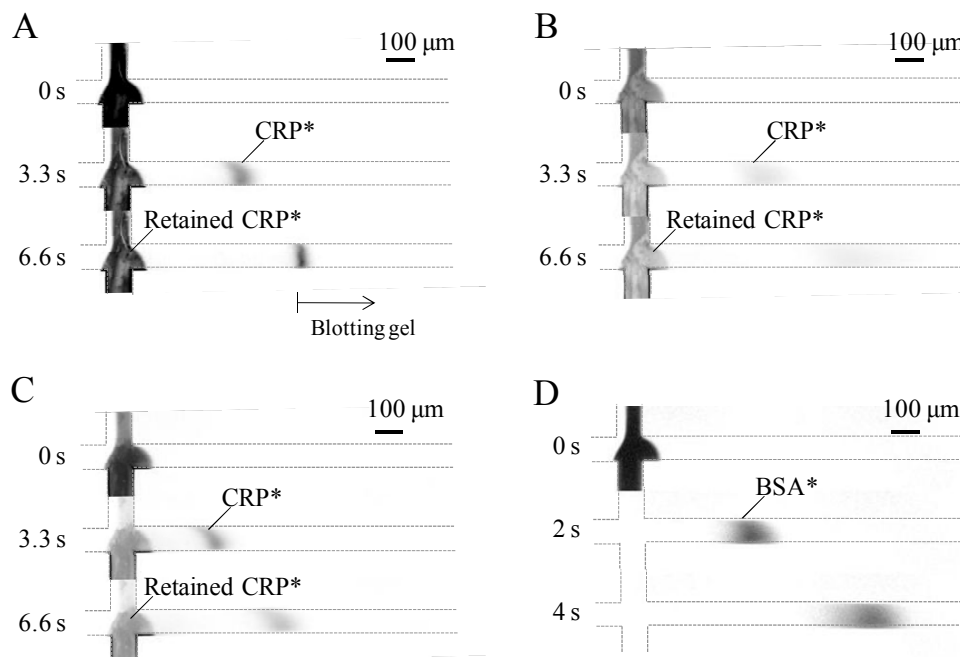 A
100 μm
0 s
CRP*
3.3 s
Retained CRP*
6.6 s
Blotting gel
B
100 μm
0 s
CRP*
3.3 s
Retained CRP*
6.6 s
C
100 μm
0 s
CRP*
3.3 s
Retained CRP*
6.6 s
D
100 μm
0 s
BSA*
2 s
4 s